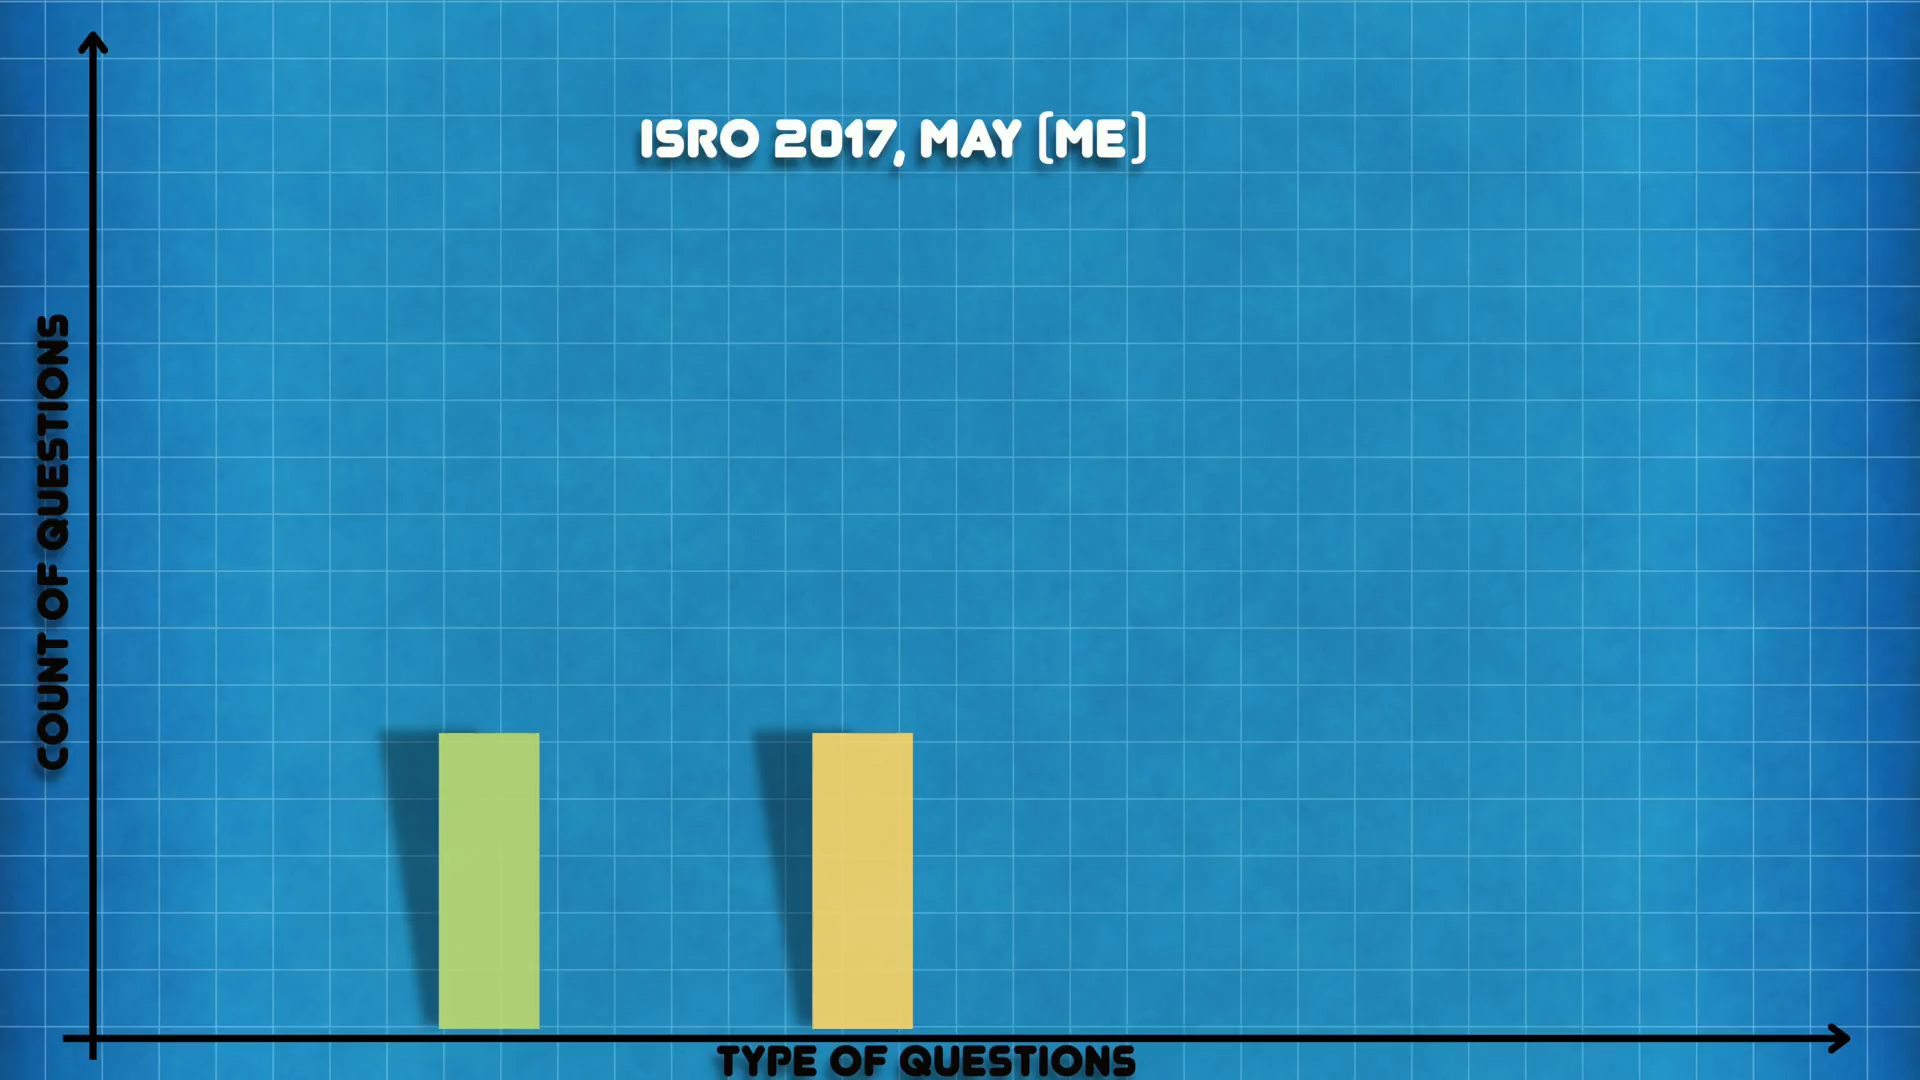 ISRO 2017, MAY (ME)
COUNT OF QUESTIONS
TYPE OF QUESTIONS